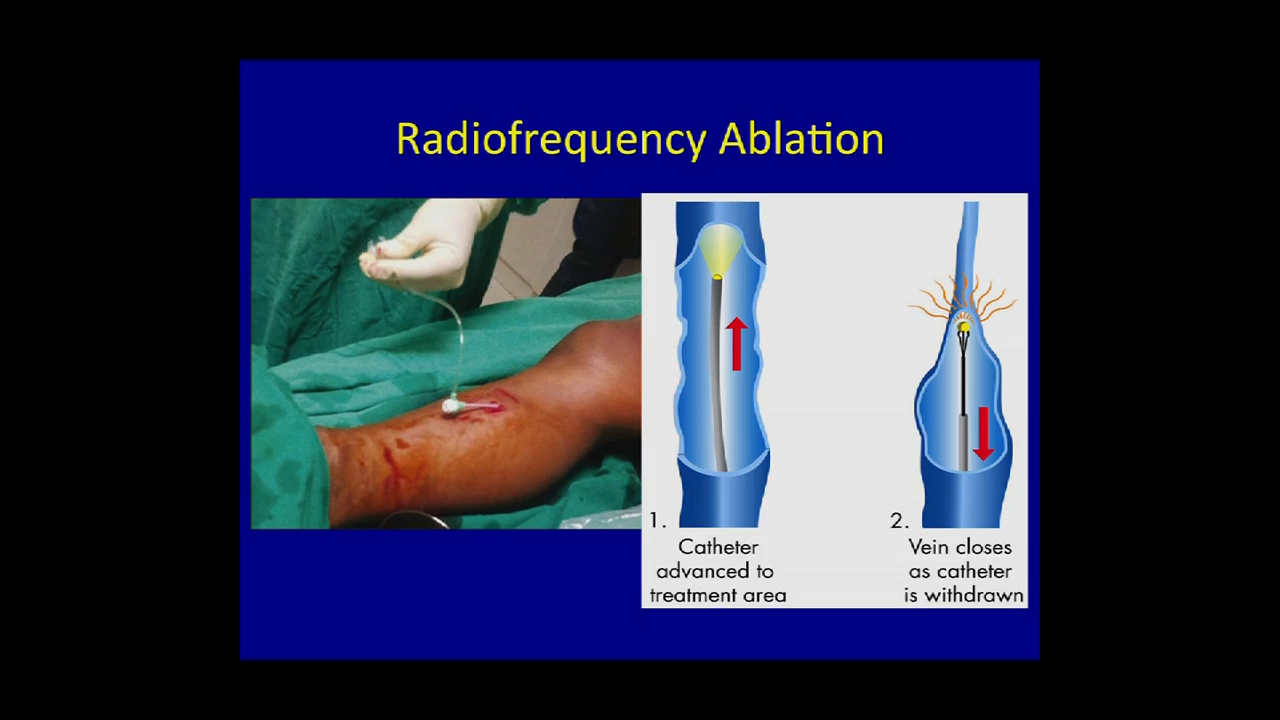 Radiofrequency Ablation
1.
Catheter
advanced to
treatment area
2.
Vein closes
as catheter
is withdrawn